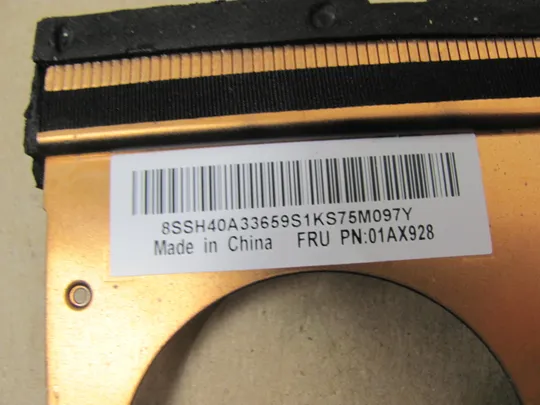 8SSH40A33659S1KS75M097Y
Made in China FRU PN:01AX928